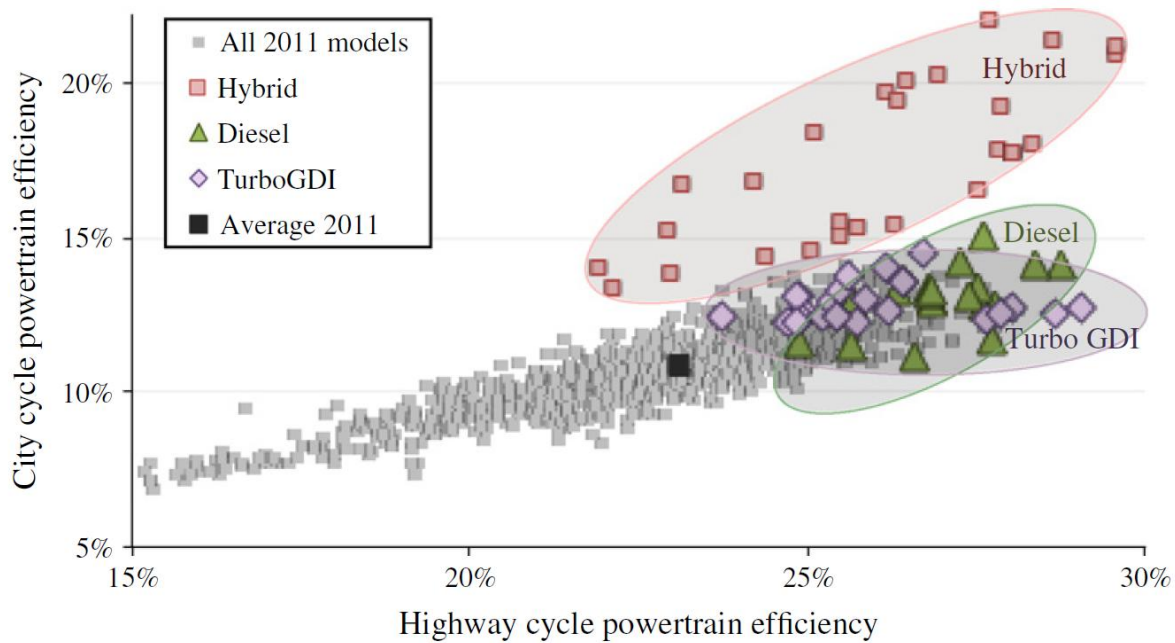 All 2011 models
Hybrid
Diesel
TurboGDI
Average 2011
Hybrid
Diesel
Turbo GDI
City cycle powertrain efficiency
20%
15%
10%
5%
15%
20%
25%
30%
Highway cycle powertrain efficiency